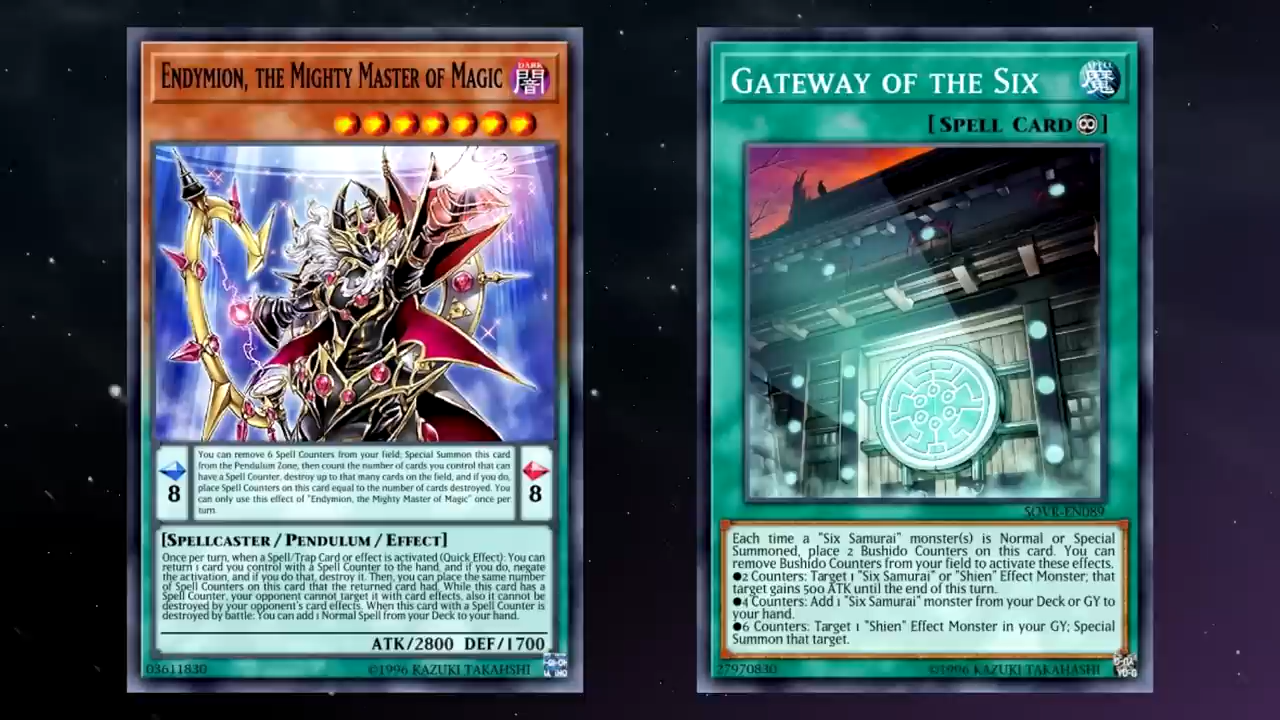 Endymion, the Mighty Master of Magic
DARK
闇
You can remove 6 Spell Counters from your field; Special Summon this card
from the Pendulum Zone, then count the number of cards you control that can
have a Spell Counter, destroy up to that many cards on the field, and if you do,
place Spell Counters on this card equal to the number of cards destroyed. You
can only use this effect of "Endymion, the Mighty Master of Magic" once per
turn.
8
8
[Spellcaster / Pendulum / Effect]
Once per turn, when a Spell/Trap Card or effect is activated (Quick Effect): You can
return 1 card you control with a Spell Counter to the hand, and if you do, negate
the activation, and if you do that, destroy it. Then, you can place the same number
of Spell Counters on this card that the returned card had. While this card has a
Spell Counter, your opponent cannot target it with card effects, also it cannot be
destroyed by your opponent's card effects. When this card with a Spell Counter is
destroyed by battle: You can add 1 Normal Spell from your Deck to your hand.
ATK/2800 DEF/1700
03611830
©1996 KAZUKI TAKAHSHI
Gateway of the Six
SPELL
魔
[Spell Card]
SOVR-EN089
Each time a "Six Samurai" monster(s) is Normal or Special
Summoned, place 2 Bushido Counters on this card. You can
remove Bushido Counters from your field to activate these effects.
●2 Counters: Target 1 "Six Samurai" or "Shien" Effect Monster; that
target gains 500 ATK until the end of this turn.
●4 Counters: Add 1 "Six Samurai" monster from your Deck or GY to
your hand.
●6 Counters: Target 1 "Shien" Effect Monster in your GY; Special
Summon that target.
27970830
©1996 KAZUKI TAKAHASHI